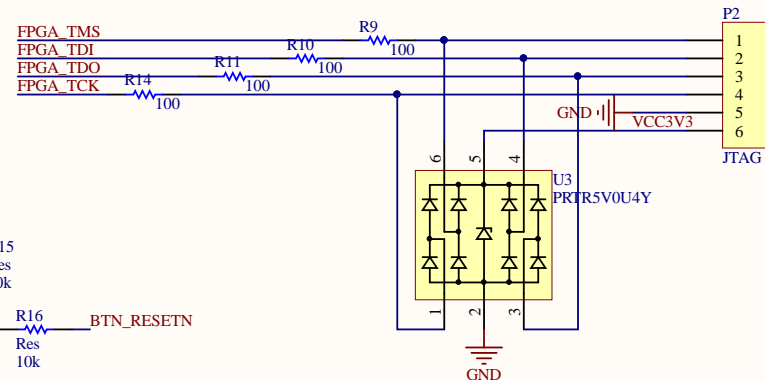 P2
FPGA_TMS
R9
100
1
FPGA_TDI
R10
100
2
FPGA_TDO
R11
100
3
FPGA_TCK
R14
100
4
GND
5
VCC3V3
6
JTAG
6
5
4
U3
PRTR5V0U4Y
1
2
3
GND
15
es
0k
R16
BTN_RESETN
Res
10k